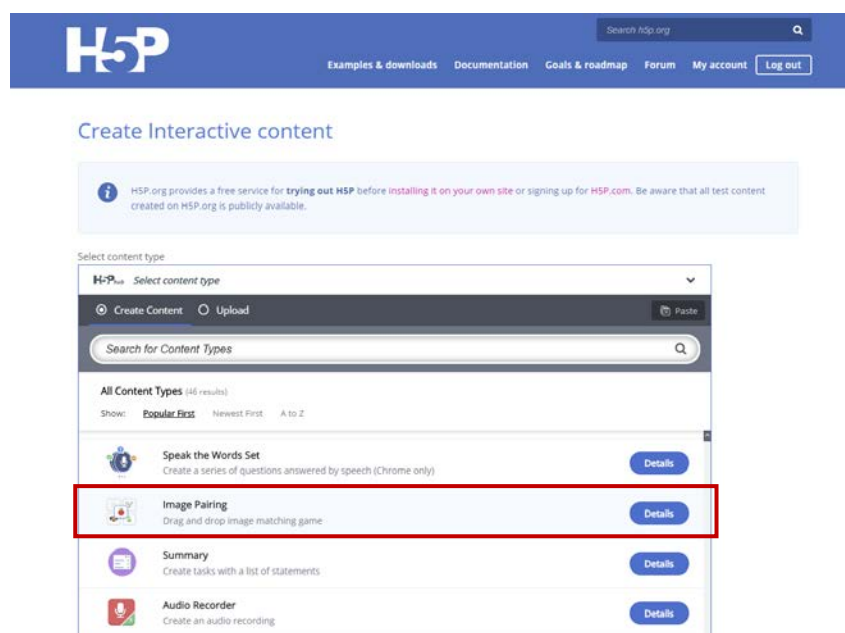 H5P
Search h5p.org
Examples & downloads Documentation Goals & roadmap Forum My account Log out
Create Interactive content
H5P.org provides a free service for trying out H5P before installing it on your own site or signing up for H5P.com. Be aware that all test content
created on H5P.org is publicly available.
Select content type
H5P hub Select content type
Create Content Upload Paste
Search for Content Types
All Content Types (46 results)
Show: Popular First Newest First A to Z
Speak the Words Set
Create a series of questions answered by speech (Chrome only)
Details
Image Pairing
Drag and drop image matching game
Details
Summary
Create tasks with a list of statements
Details
Audio Recorder
Create an audio recording
Details